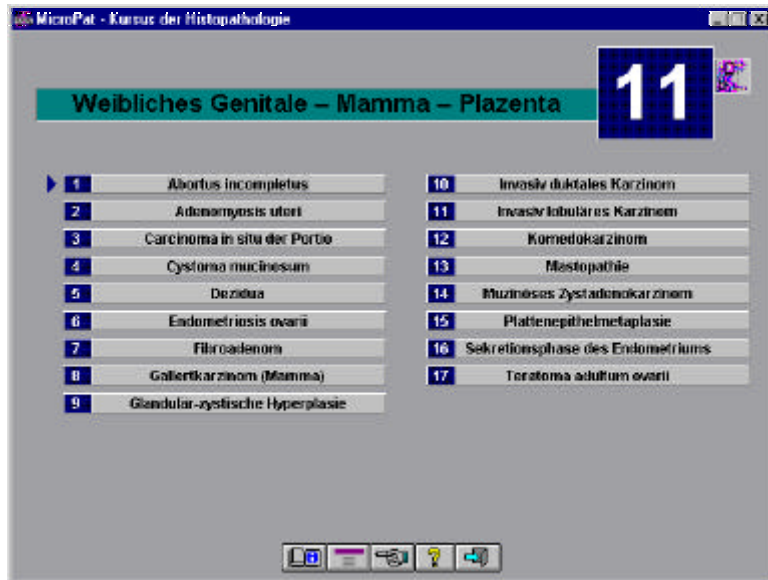 MicroPat - Kursus der Histopathologie
11
Weibliches Genitale – Mamma – Plazenta
1 Abortus incompletus
2 Adenomyosis uteri
3 Carcinoma in situ der Portio
4 Cystoma mucinosum
5 Dezidua
6 Endometriosis ovarii
7 Fibroadenom
8 Gallertkarzinom (Mamma)
9 Glandular-zystische Hyperplasie
10 Invasiv duktales Karzinom
11 Invasiv lobuläres Karzinom
12 Komedokarzinom
13 Mastopathie
14 Muzinöses Zystadenokarzinom
15 Plattenepithelmetaplasie
16 Sekretionsphase des Endometriums
17 Teratoma adultum ovarii